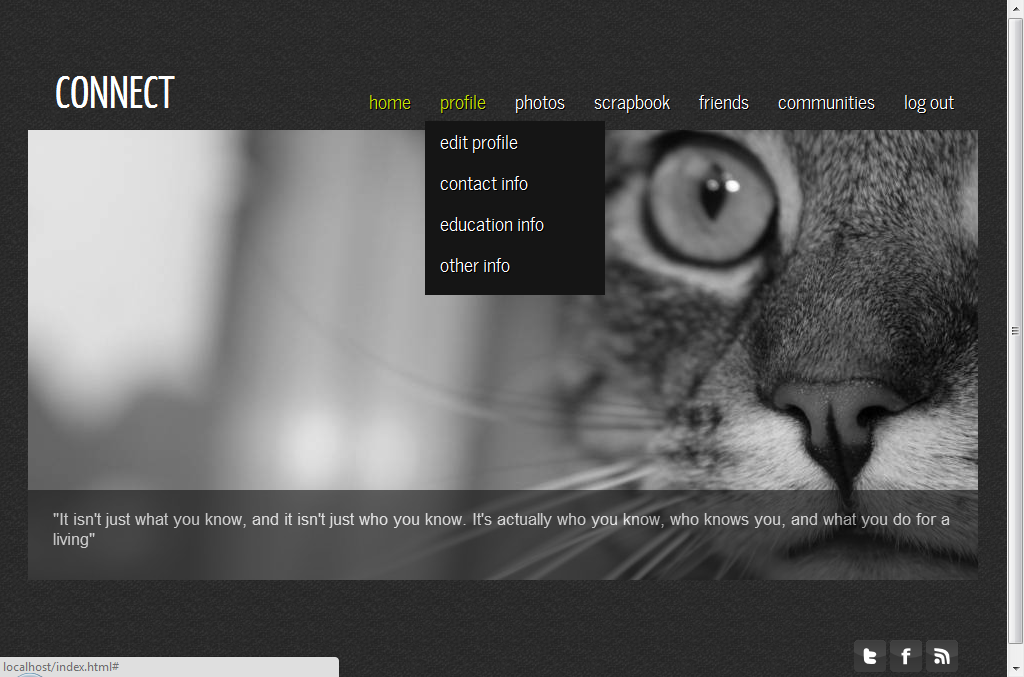 CONNECT
home profile photos scrapbook friends communities log out
edit profile
contact info
education info
other info
"It isn't just what you know, and it isn't just who you know. It's actually who you know, who knows you, and what you do for a
living"
localhost/index.html#